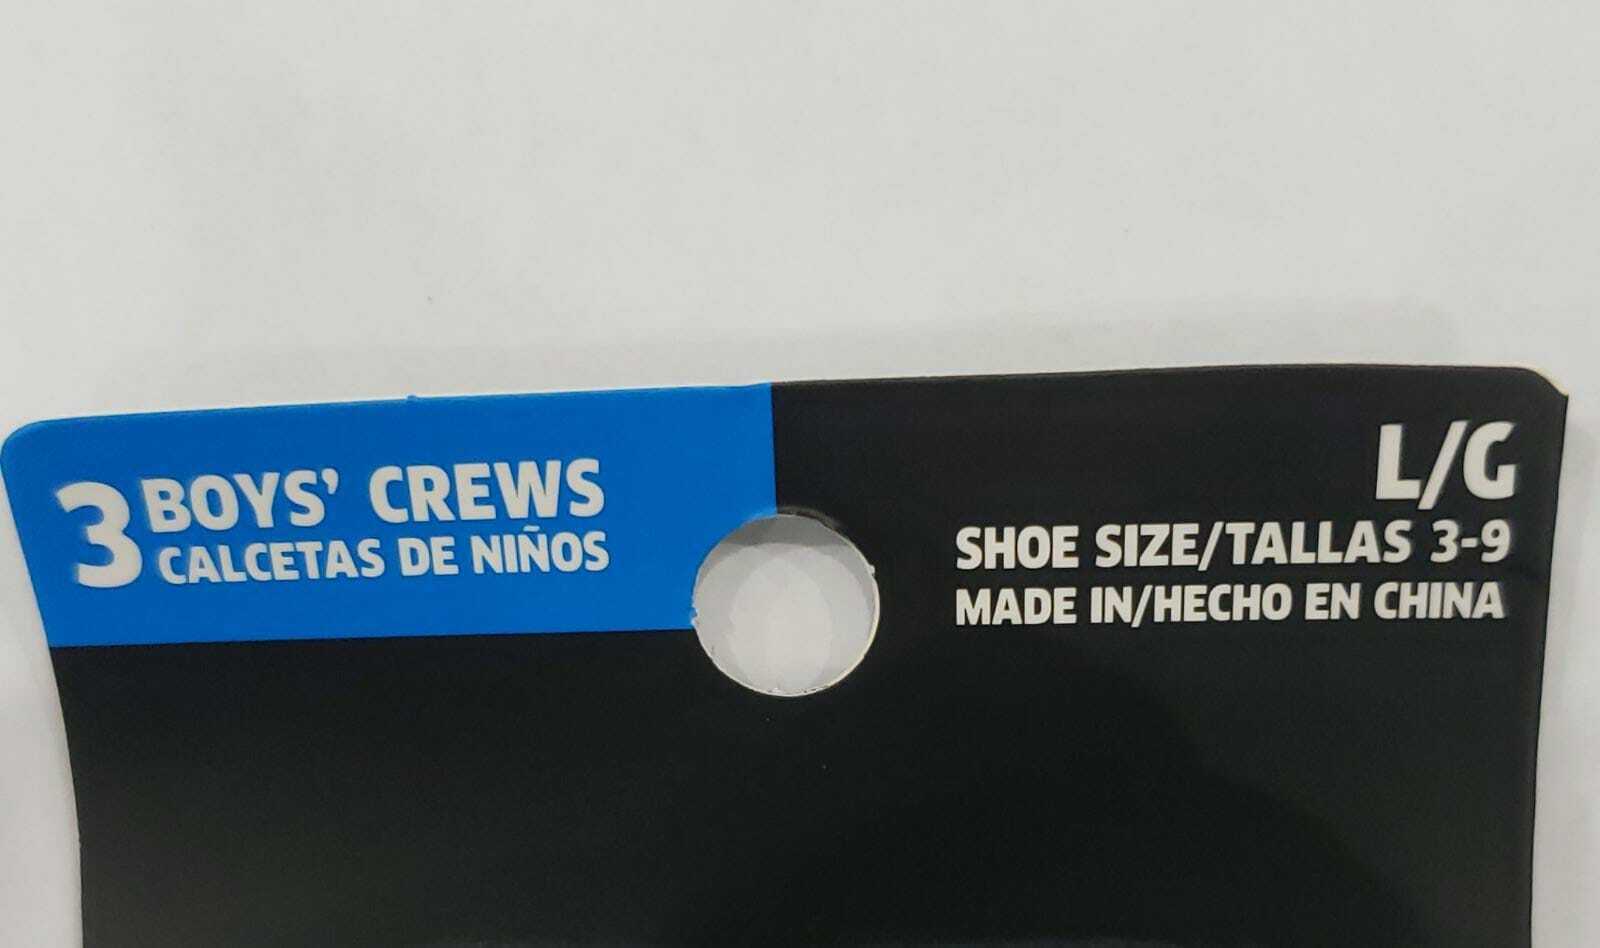 3 BOYS' CREWS
CALCETAS DE NIÑOS
L/G
SHOE SIZE/TALLAS 3-9
MADE IN/HECHO EN CHINA